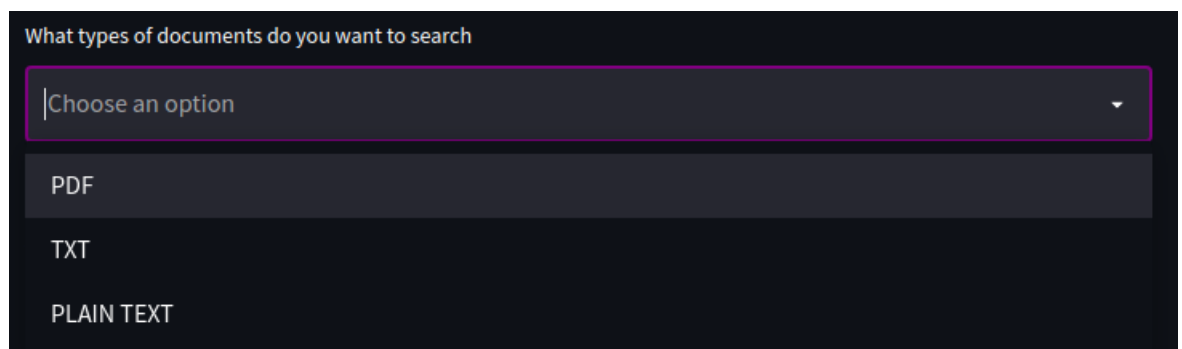 What types of documents do you want to search
Choose an option
PDF
TXT
PLAIN TEXT